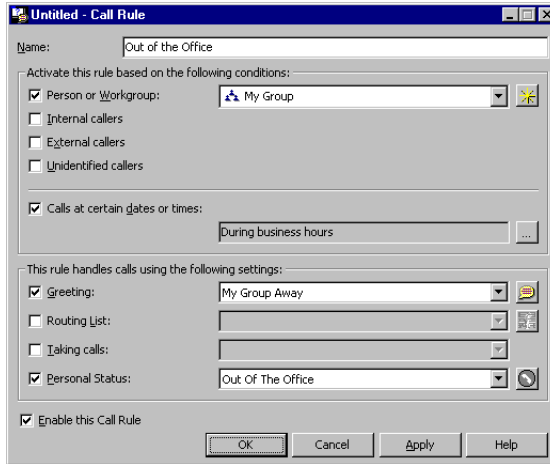 Untitled - Call Rule
Name: Out of the Office
Activate this rule based on the following conditions:
Person or Workgroup: My Group
Internal callers
External callers
Unidentified callers
Calls at certain dates or times:
During business hours ...
This rule handles calls using the following settings:
Greeting: My Group Away
Routing List:
Taking calls:
Personal Status: Out Of The Office
Enable this Call Rule
OK Cancel Apply Help